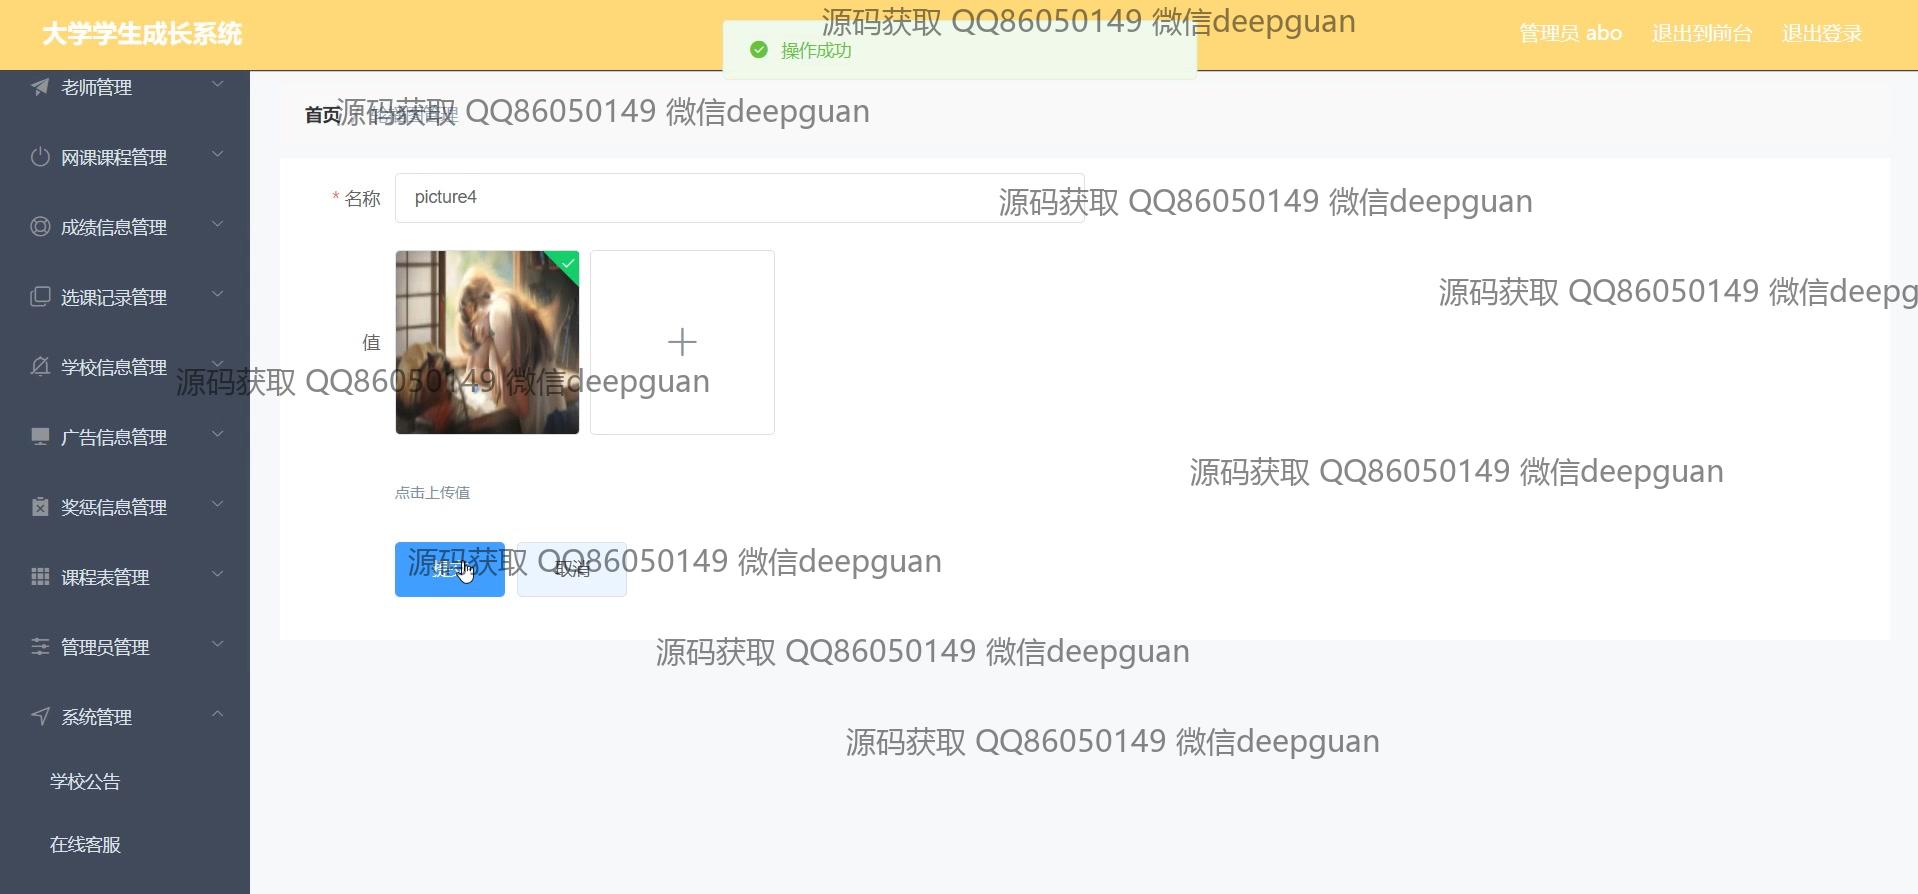 大学学生成长系统
源码获取 QQ86050149 微信deepguan
操作成功
管理员 abo
退出到前台
退出登录
老师管理
首页
轮播图管理
源码获取 QQ86050149 微信deepguan
网课课程管理
* 名称
picture4
源码获取 QQ86050149 微信deepguan
成绩信息管理
选课记录管理
源码获取 QQ86050149 微信deepg
值
学校信息管理
源码获取 QQ86050149 微信deepguan
广告信息管理
源码获取 QQ86050149 微信deepguan
点击上传值
奖惩信息管理
源码获取 QQ86050149 微信deepguan
提交
取消
课程表管理
管理员管理
源码获取 QQ86050149 微信deepguan
系统管理
源码获取 QQ86050149 微信deepguan
学校公告
在线客服